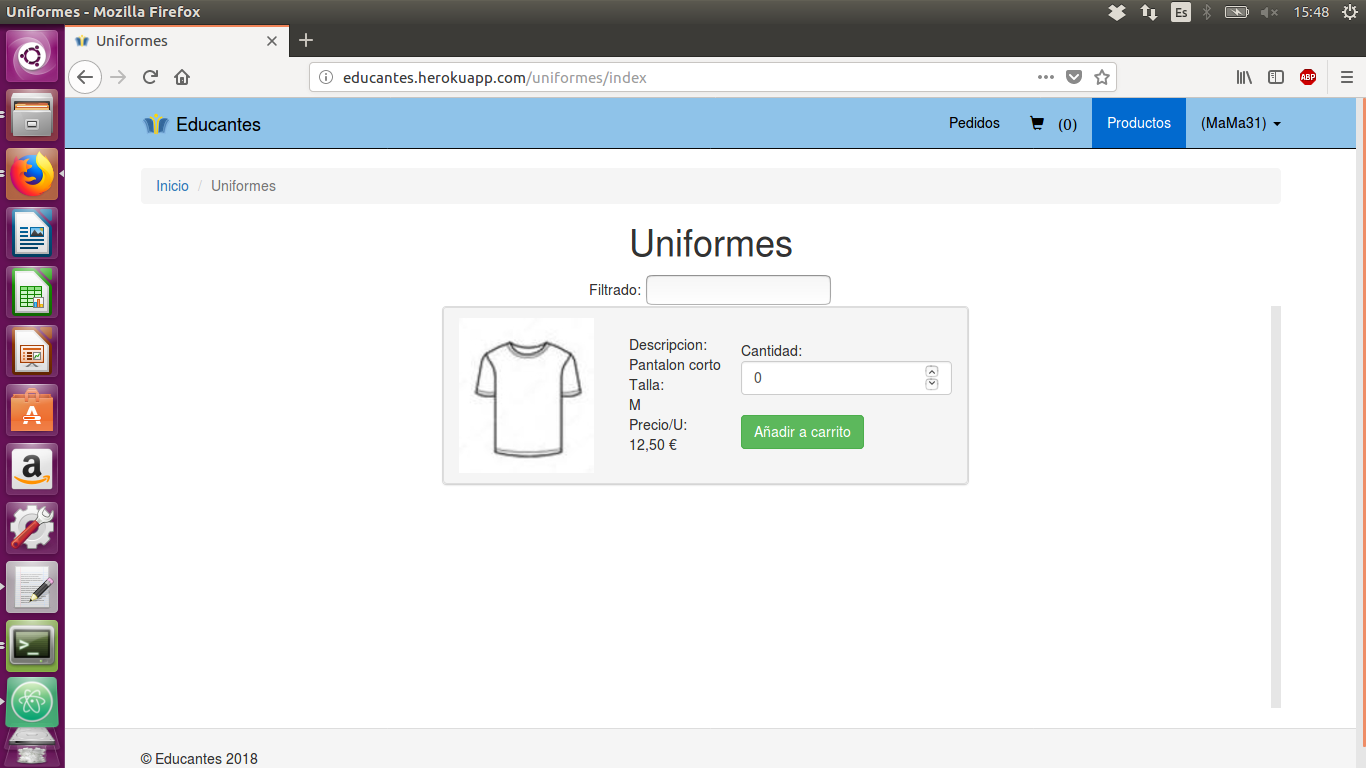 Uniformes - Mozilla Firefox
Es
15:48
Uniformes
educantes.herokuapp.com/uniformes/index
ABP
Educantes
Pedidos
(0)
Productos
(MaMa31)
Inicio / Uniformes
Uniformes
Filtrado:
Descripcion:
Pantalon corto
Talla:
M
Precio/U:
12,50 €
Cantidad:
0
Añadir a carrito
© Educantes 2018